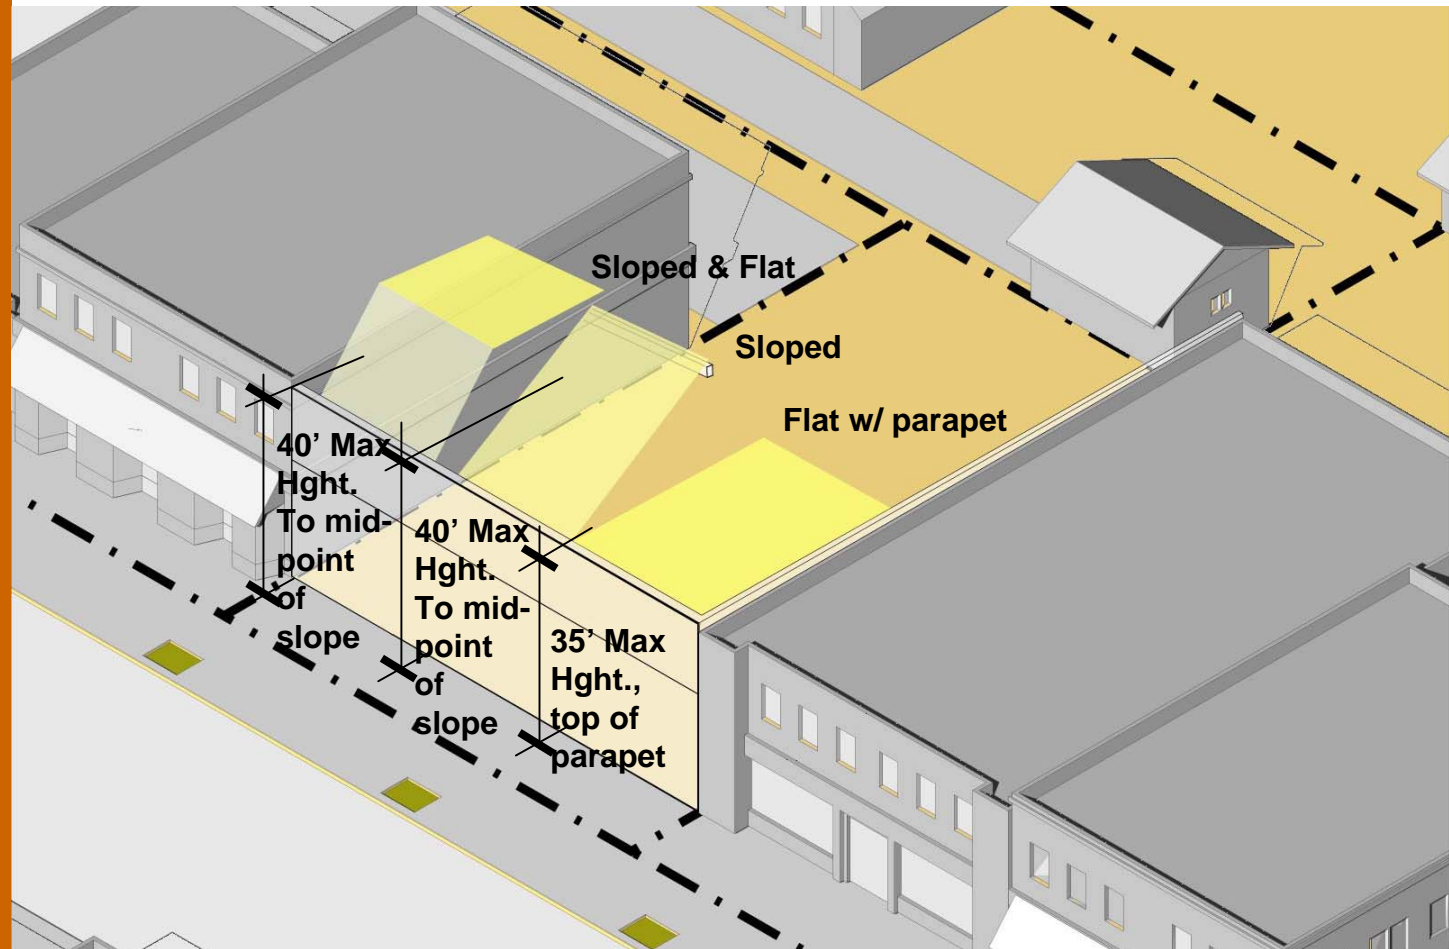 Sloped & Flat
Sloped
Flat w/ parapet
40’ Max
Hght.
To mid-
point
of
slope
40’ Max
Hght.
To mid-
point
of
slope
35’ Max
Hght.,
top of
parapet